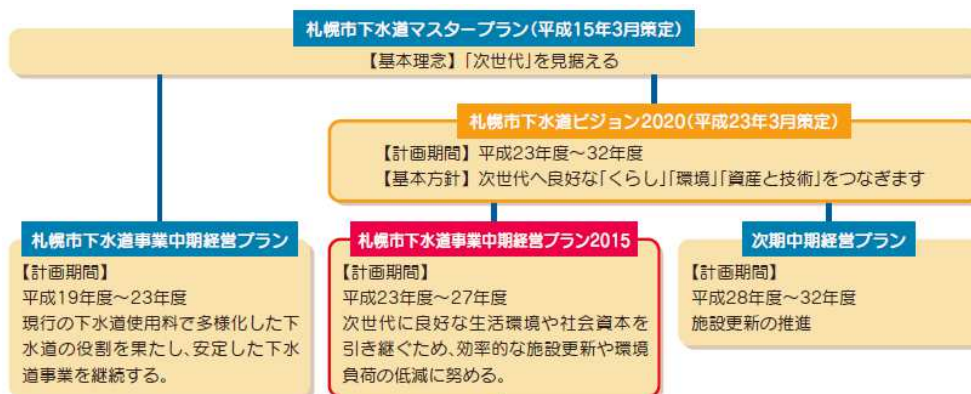 札幌市下水道マスタープラン(平成15年3月策定)
【基本理念】「次世代」を見据える
札幌市下水道ビジョン2020(平成23年3月策定)
【計画期間】平成23年度～32年度
【基本方針】次世代へ良好な「くらし」「環境」「資産と技術」をつなぎます
札幌市下水道事業中期経営プラン
【計画期間】
平成19年度～23年度
現行の下水道使用料で多様化した下
水道の役割を果たし、安定した下水
道事業を継続する。
札幌市下水道事業中期経営プラン2015
【計画期間】
平成23年度～27年度
次世代に良好な生活環境や社会資本を
引き継ぐため、効率的な施設更新や環境
負荷の低減に努める。
次期中期経営プラン
【計画期間】
平成28年度～32年度
施設更新の推進